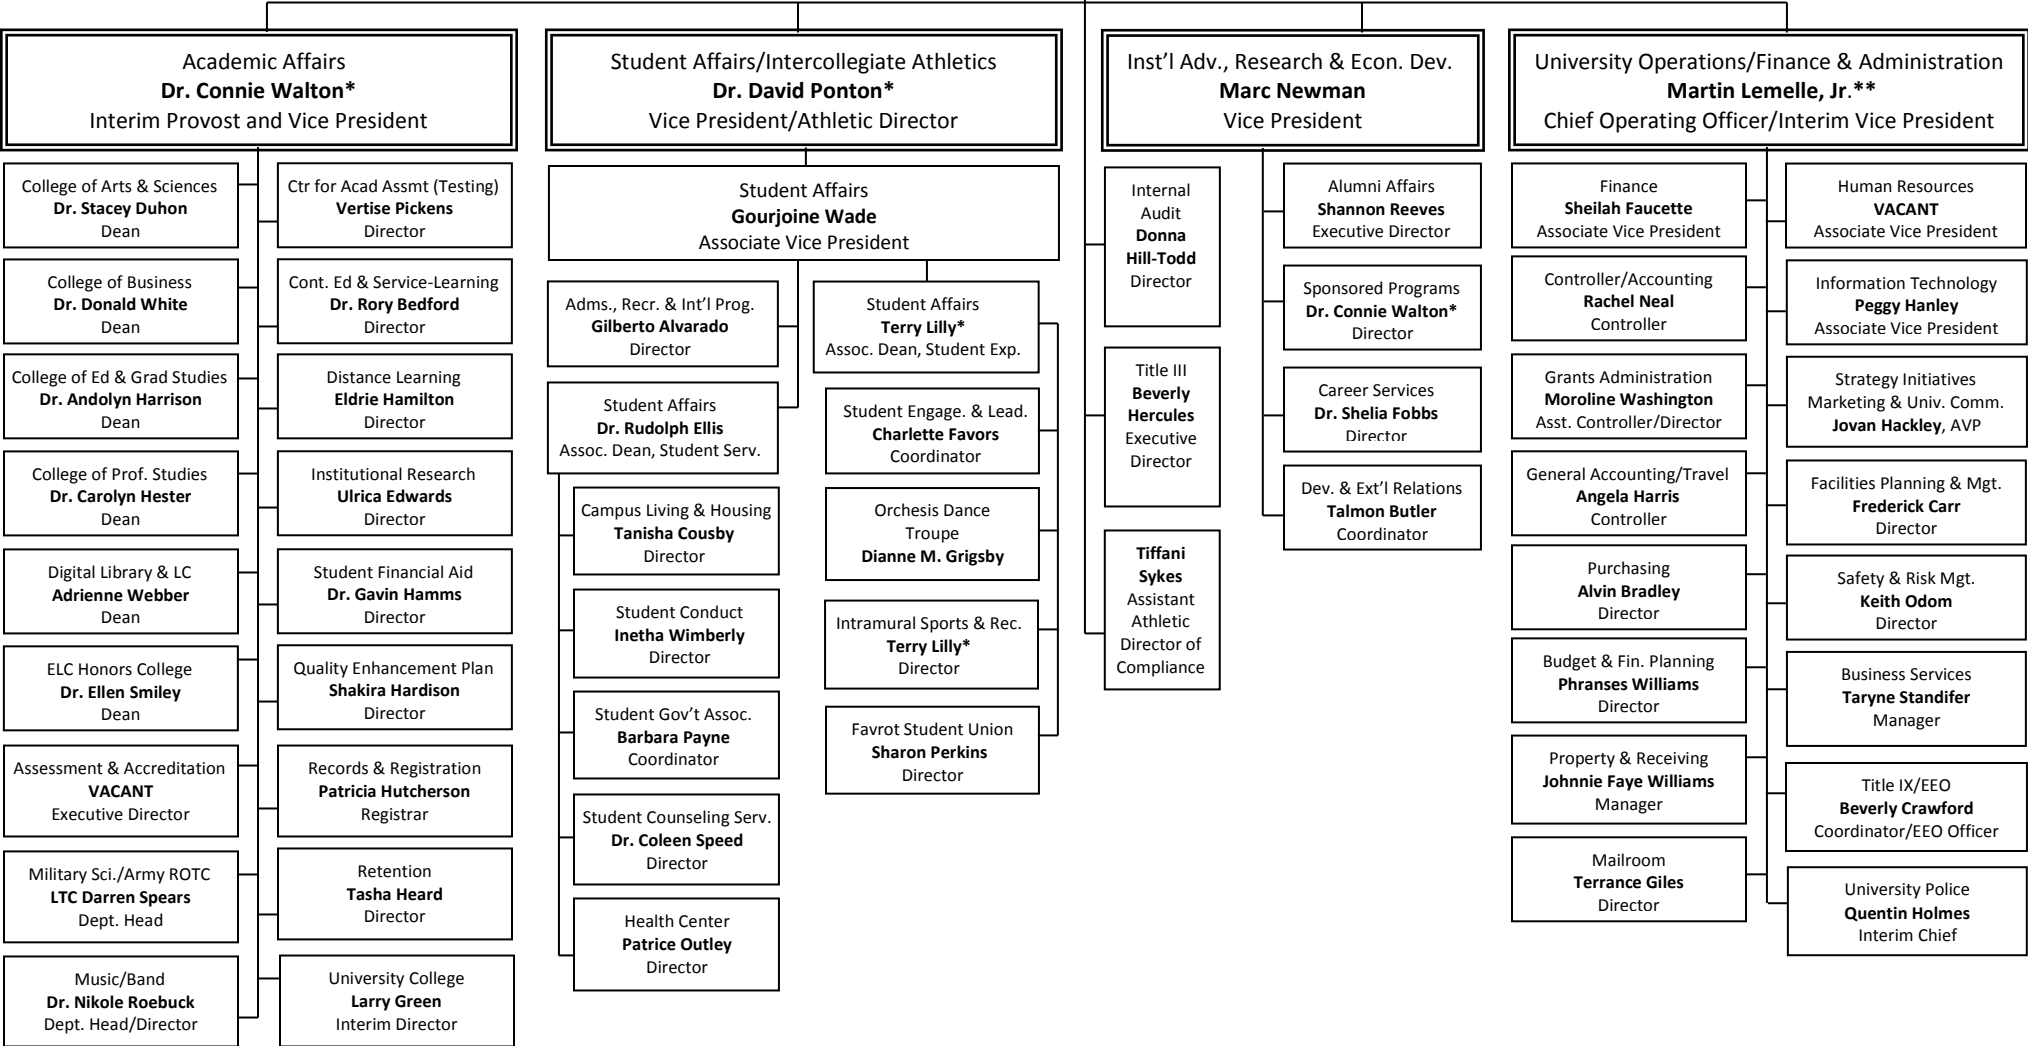 Academic Affairs
Dr. Connie Walton*
Interim Provost and Vice President
College of Arts & Sciences
Dr. Stacey Duhon
Dean
College of Business
Dr. Donald White
Dean
College of Ed & Grad Studies
Dr. Andolyn Harrison
Dean
College of Prof. Studies
Dr. Carolyn Hester
Dean
Digital Library & LC
Adrienne Webber
Dean
ELC Honors College
Dr. Ellen Smiley
Dean
Assessment & Accreditation
VACANT
Executive Director
Military Sci./Army ROTC
LTC Darren Spears
Dept. Head
Music/Band
Dr. Nikole Roebuck
Dept. Head/Director
Ctr for Acad Assmt (Testing)
Vertise Pickens
Director
Cont. Ed & Service-Learning
Dr. Rory Bedford
Director
Distance Learning
Eldrie Hamilton
Director
Institutional Research
Ulrica Edwards
Director
Student Financial Aid
Dr. Gavin Hamms
Director
Quality Enhancement Plan
Shakira Hardison
Director
Records & Registration
Patricia Hutcherson
Registrar
Retention
Tasha Heard
Director
University College
Larry Green
Interim Director
Student Affairs/Intercollegiate Athletics
Dr. David Ponton*
Vice President/Athletic Director
Student Affairs
Gourjoine Wade
Associate Vice President
Adms., Recr. & Int’l Prog.
Gilberto Alvarado
Director
Student Affairs
Dr. Rudolph Ellis
Assoc. Dean, Student Serv.
Campus Living & Housing
Tanisha Cousby
Director
Student Conduct
Inetha Wimberly
Director
Student Gov’t Assoc.
Barbara Payne
Coordinator
Student Counseling Serv.
Dr. Coleen Speed
Director
Health Center
Patrice Outley
Director
Student Affairs
Terry Lilly*
Assoc. Dean, Student Exp.
Student Engage. & Lead.
Charlette Favors
Coordinator
Orchesis Dance
Troupe
Dianne M. Grigsby
Intramural Sports & Rec.
Terry Lilly*
Director
Favrot Student Union
Sharon Perkins
Director
Internal
Audit
Donna
Hill-Todd
Director
Title III
Beverly
Hercules
Executive
Director
Tiffani
Sykes
Assistant
Athletic
Director of
Compliance
Inst’l Adv., Research & Econ. Dev.
Marc Newman
Vice President
Alumni Affairs
Shannon Reeves
Executive Director
Sponsored Programs
Dr. Connie Walton*
Director
Career Services
Dr. Shelia Fobbs
Director
Dev. & Ext’l Relations
Talmon Butler
Coordinator
University Operations/Finance & Administration
Martin Lemelle, Jr.**
Chief Operating Officer/Interim Vice President
Finance
Sheilah Faucette
Associate Vice President
Controller/Accounting
Rachel Neal
Controller
Grants Administration
Moroline Washington
Asst. Controller/Director
General Accounting/Travel
Angela Harris
Controller
Purchasing
Alvin Bradley
Director
Budget & Fin. Planning
Phranses Williams
Director
Property & Receiving
Johnnie Faye Williams
Manager
Mailroom
Terrance Giles
Director
Human Resources
VACANT
Associate Vice President
Information Technology
Peggy Hanley
Associate Vice President
Strategy Initiatives
Marketing & Univ. Comm.
Jovan Hackley, AVP
Facilities Planning & Mgt.
Frederick Carr
Director
Safety & Risk Mgt.
Keith Odom
Director
Business Services
Taryne Standifer
Manager
Title IX/EEO
Beverly Crawford
Coordinator/EEO Officer
University Police
Quentin Holmes
Interim Chief